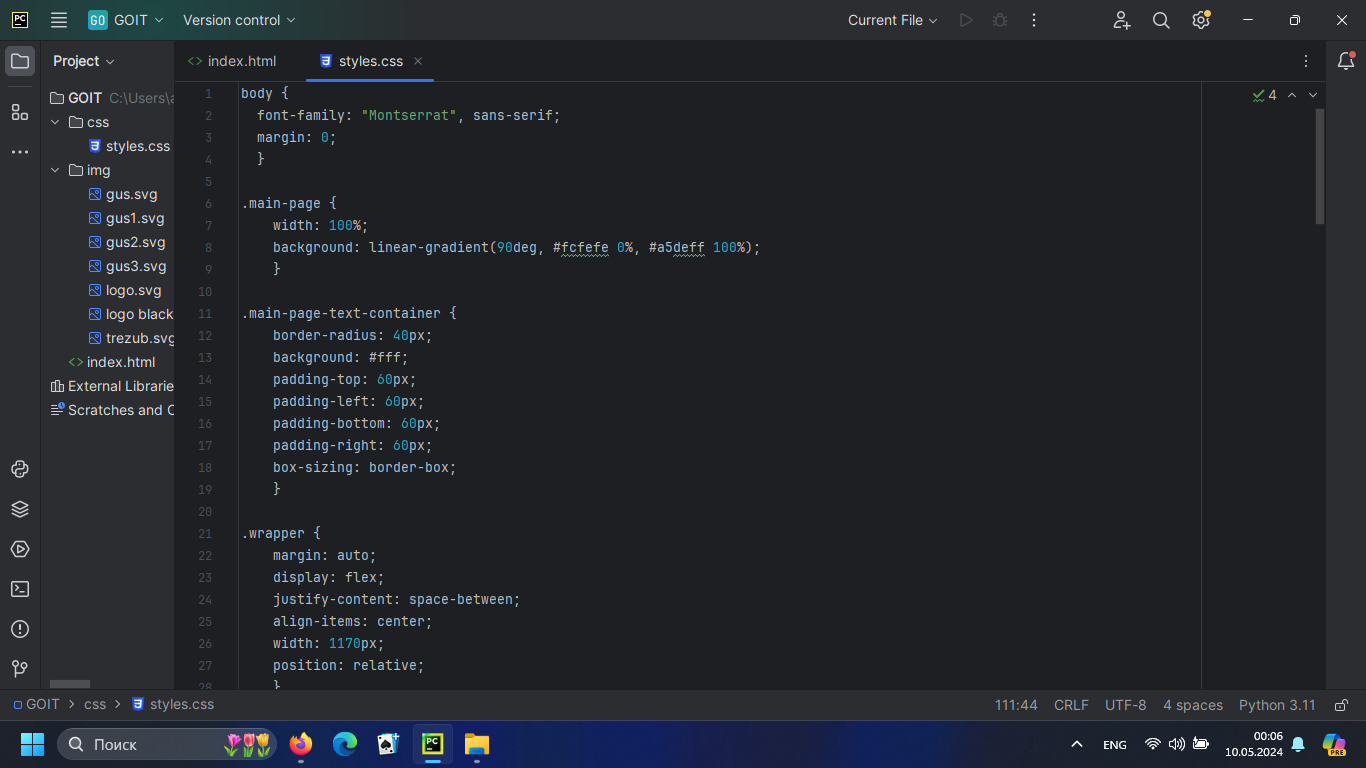 PC GO GOIT Version control Current File
Project
index.html styles.css
GOIT C:\Users\
css
styles.css
img
gus.svg
gus1.svg
gus2.svg
gus3.svg
logo.svg
logo black
trezub.svg
index.html
External Librarie
Scratches and C
4
1 body {
2 font-family: "Montserrat", sans-serif;
3 margin: 0;
4 }
5
6 .main-page {
7 width: 100%;
8 background: linear-gradient(90deg, #fcfefe 0%, #a5deff 100%);
9 }
10
11 .main-page-text-container {
12 border-radius: 40px;
13 background: #fff;
14 padding-top: 60px;
15 padding-left: 60px;
16 padding-bottom: 60px;
17 padding-right: 60px;
18 box-sizing: border-box;
19 }
20
21 .wrapper {
22 margin: auto;
23 display: flex;
24 justify-content: space-between;
25 align-items: center;
26 width: 1170px;
27 position: relative;
28 }
GOIT > css > styles.css 111:44 CRLF UTF-8 4 spaces Python 3.11
Поиск PC ENG 00:06
10.05.2024
PRE